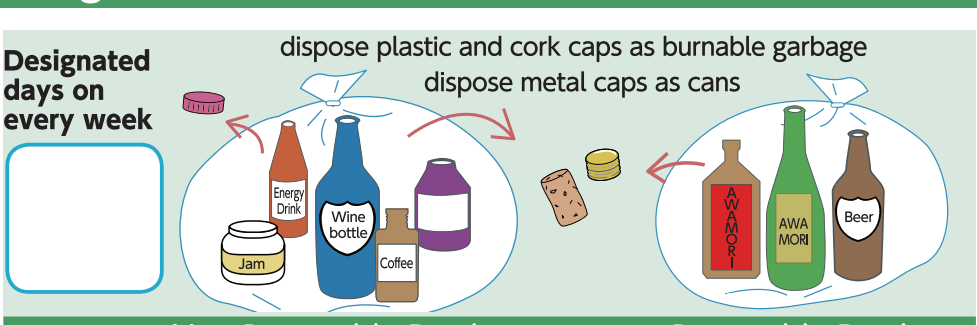 dispose plastic and cork caps as burnable garbage
dispose metal caps as cans
Designated
days on
every week
Energy
Drink
Wine
bottle
Jam
Coffee
AWAMORI
AWA
MORI
Beer